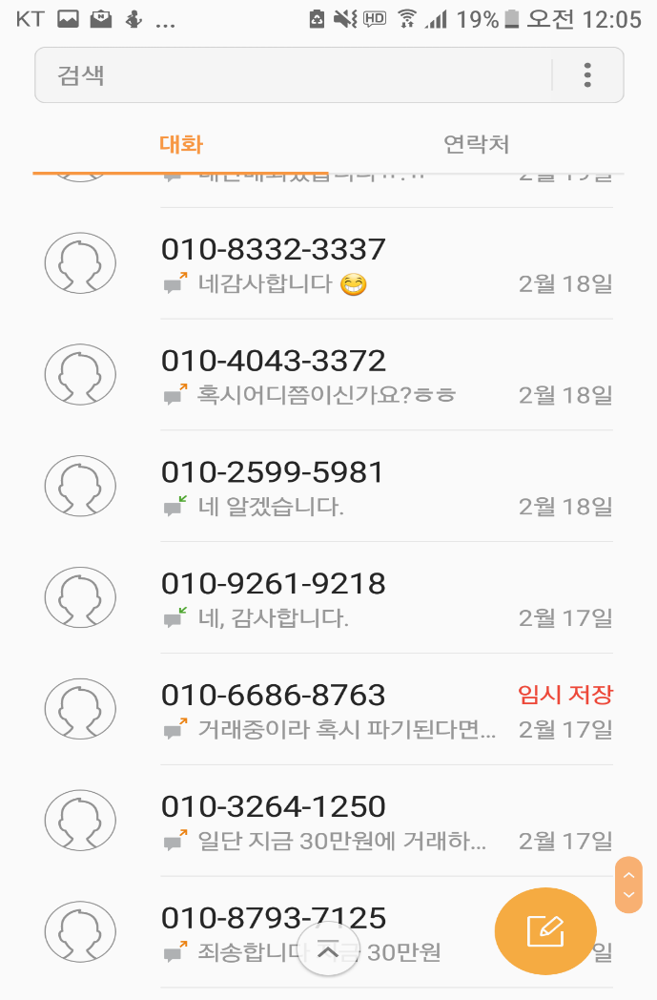 KT ... HD 19% 오전 12:05
검색
대화 연락처
2월 19일
010-8332-3337
네감사합니다 😁 2월 18일
010-4043-3372
혹시어디쯤이신가요?ㅎㅎ 2월 18일
010-2599-5981
네 알겠습니다. 2월 18일
010-9261-9218
네, 감사합니다. 2월 17일
010-6686-8763 임시 저장
거래중이라 혹시 파기된다면... 2월 17일
010-3264-1250
일단 지금 30만원에 거래하... 2월 17일
010-8793-7125
죄송합니다 30만원 일